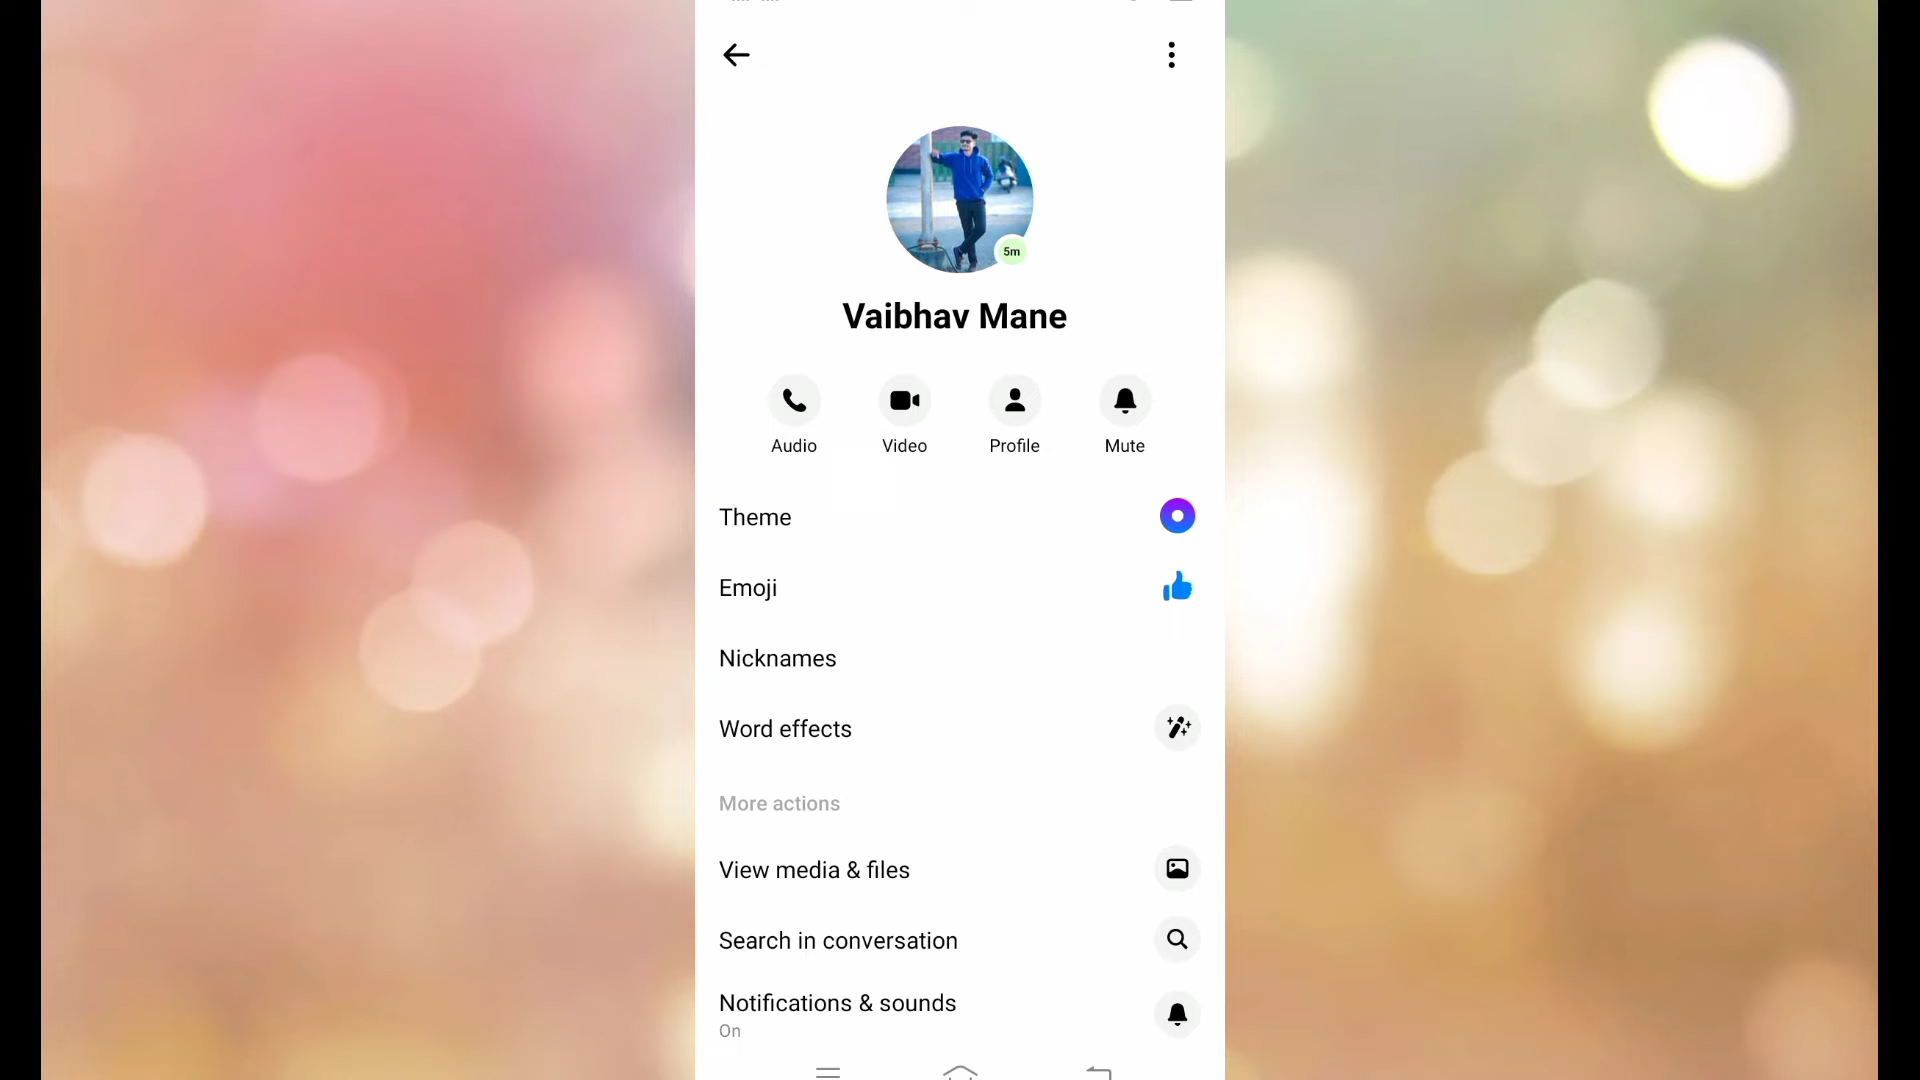 5m
Vaibhav Mane
Audio Video Profile Mute
Theme
Emoji
Nicknames
Word effects
More actions
View media & files
Search in conversation
Notifications & sounds
On